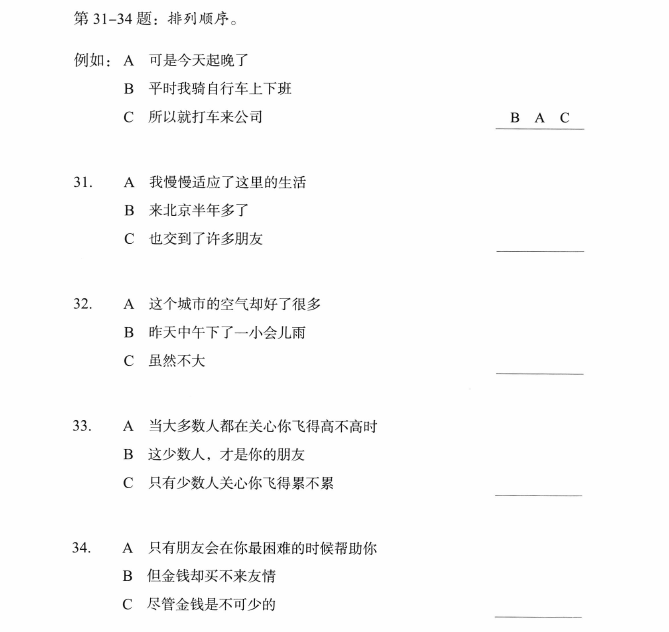 第 31–34 题：排列顺序。
例如： A 可是今天起晚了
B 平时我骑自行车上下班
C 所以就打车来公司 B A C
31. A 我慢慢适应了这里的生活
B 来北京半年多了
C 也交到了许多朋友
32. A 这个城市的空气却好了很多
B 昨天中午下了一小会儿雨
C 虽然不大
33. A 当大多数人都在关心你飞得高不高时
B 这少数人，才是你的朋友
C 只有少数人关心你飞得累不累
34. A 只有朋友会在你最困难的时候帮助你
B 但金钱却买不来友情
C 尽管金钱是不可少的